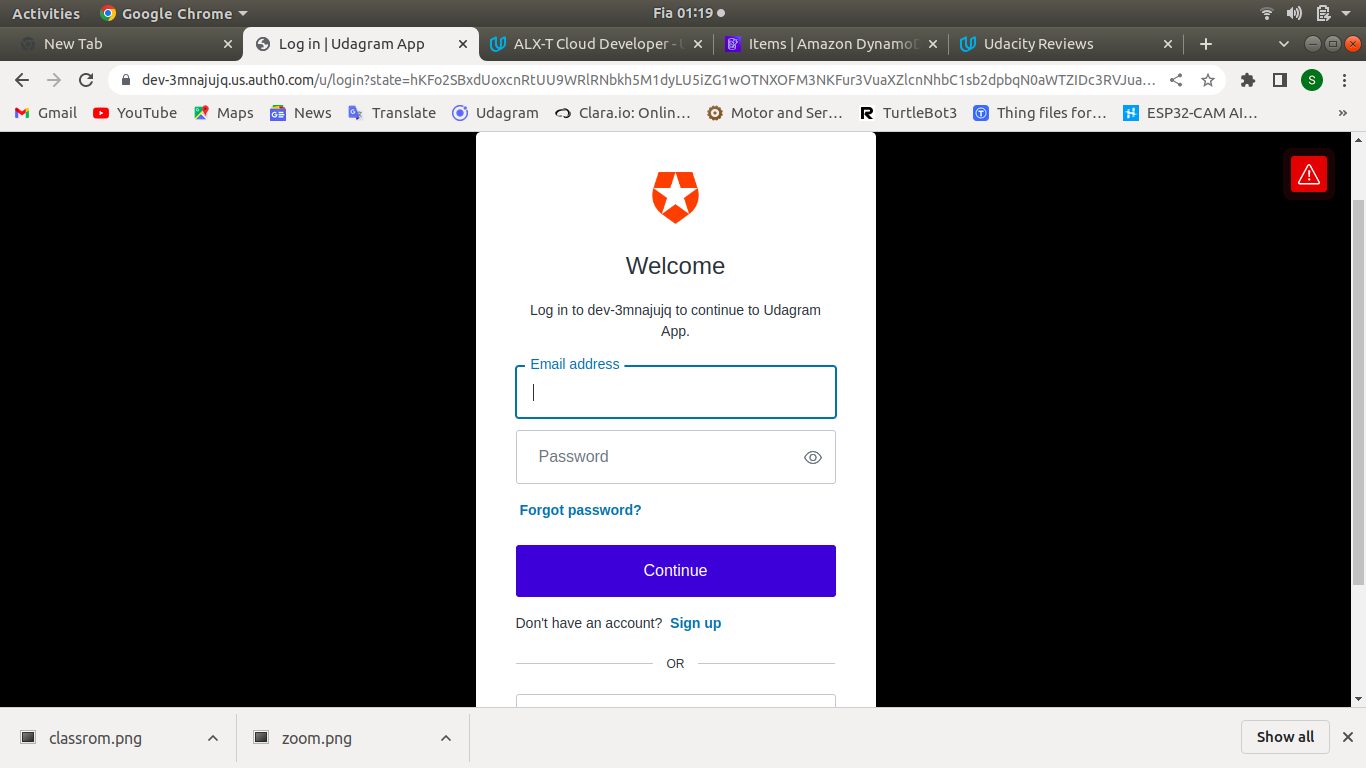 Activities Google Chrome Fia 01:19
New Tab Log in | Udagram App ALX-T Cloud Developer - Items | Amazon Dynamo Udacity Reviews
dev-3mnajujq.us.auth0.com/u/login?state=hKFo2SBxdUoxcnRtUU9WRlRNbkh5M1dyLU5iZG1wOTNXOFM3NKFur3VuaXZlcnNhbC1sb2dpbqN0aWTZIDc3RVJua... S
Gmail YouTube Maps News Translate Udagram Clara.io: Onlin... Motor and Ser... TurtleBot3 Thing files for... ESP32-CAM AI... »
Welcome
Log in to dev-3mnajujq to continue to Udagram
App.
Email address
Password
Forgot password?
Continue
Don't have an account? Sign up
OR
classrom.png zoom.png Show all